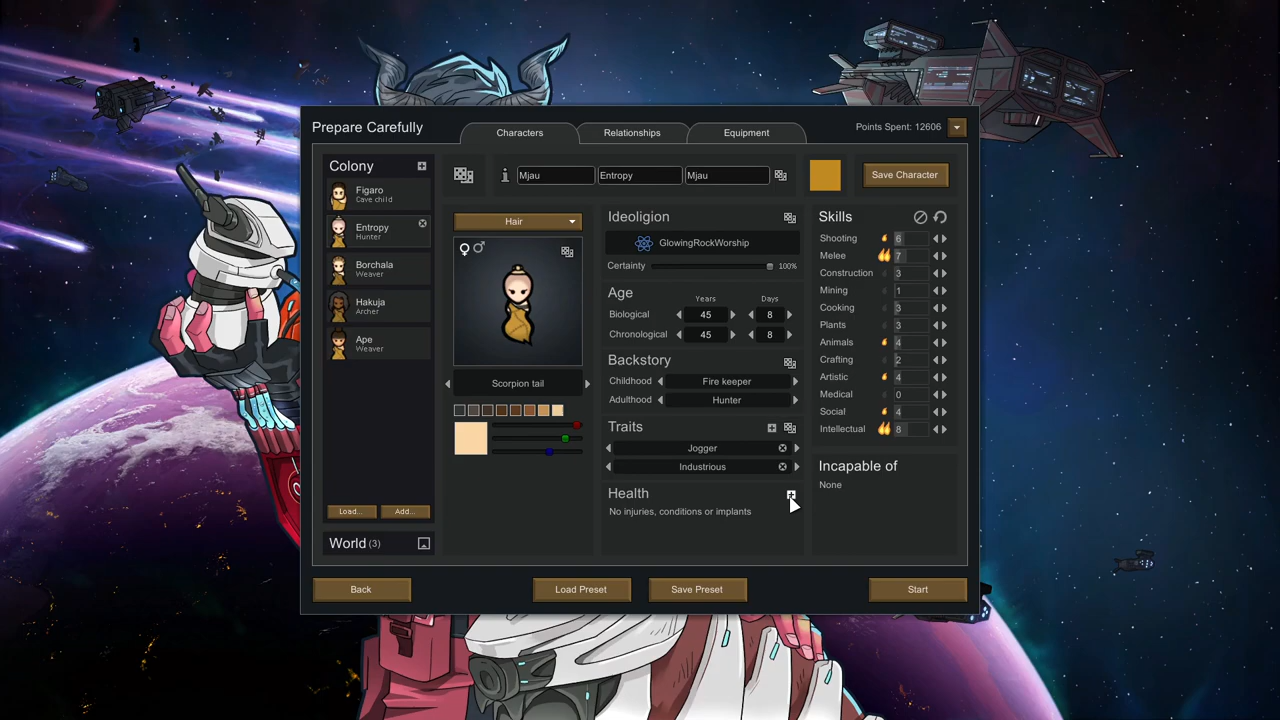 Prepare Carefully
Characters
Relationships
Equipment
Points Spent: 12606
Colony
Figaro
Cave child
Entropy
Hunter
Borchala
Weaver
Hakuja
Archer
Ape
Weaver
Load...
Add...
World (3)
Mjau
Entropy
Mjau
Save Character
Hair
Scorpion tail
Ideoligion
GlowingRockWorship
Certainty
100%
Age
Years
Days
Biological
45
8
Chronological
45
8
Backstory
Childhood
Fire keeper
Adulthood
Hunter
Traits
Jogger
Industrious
Health
No injuries, conditions or implants
Skills
Shooting 6
Melee 7
Construction 3
Mining 1
Cooking 3
Plants 3
Animals 4
Crafting 2
Artistic 4
Medical 0
Social 4
Intellectual 8
Incapable of
None
Back
Load Preset
Save Preset
Start